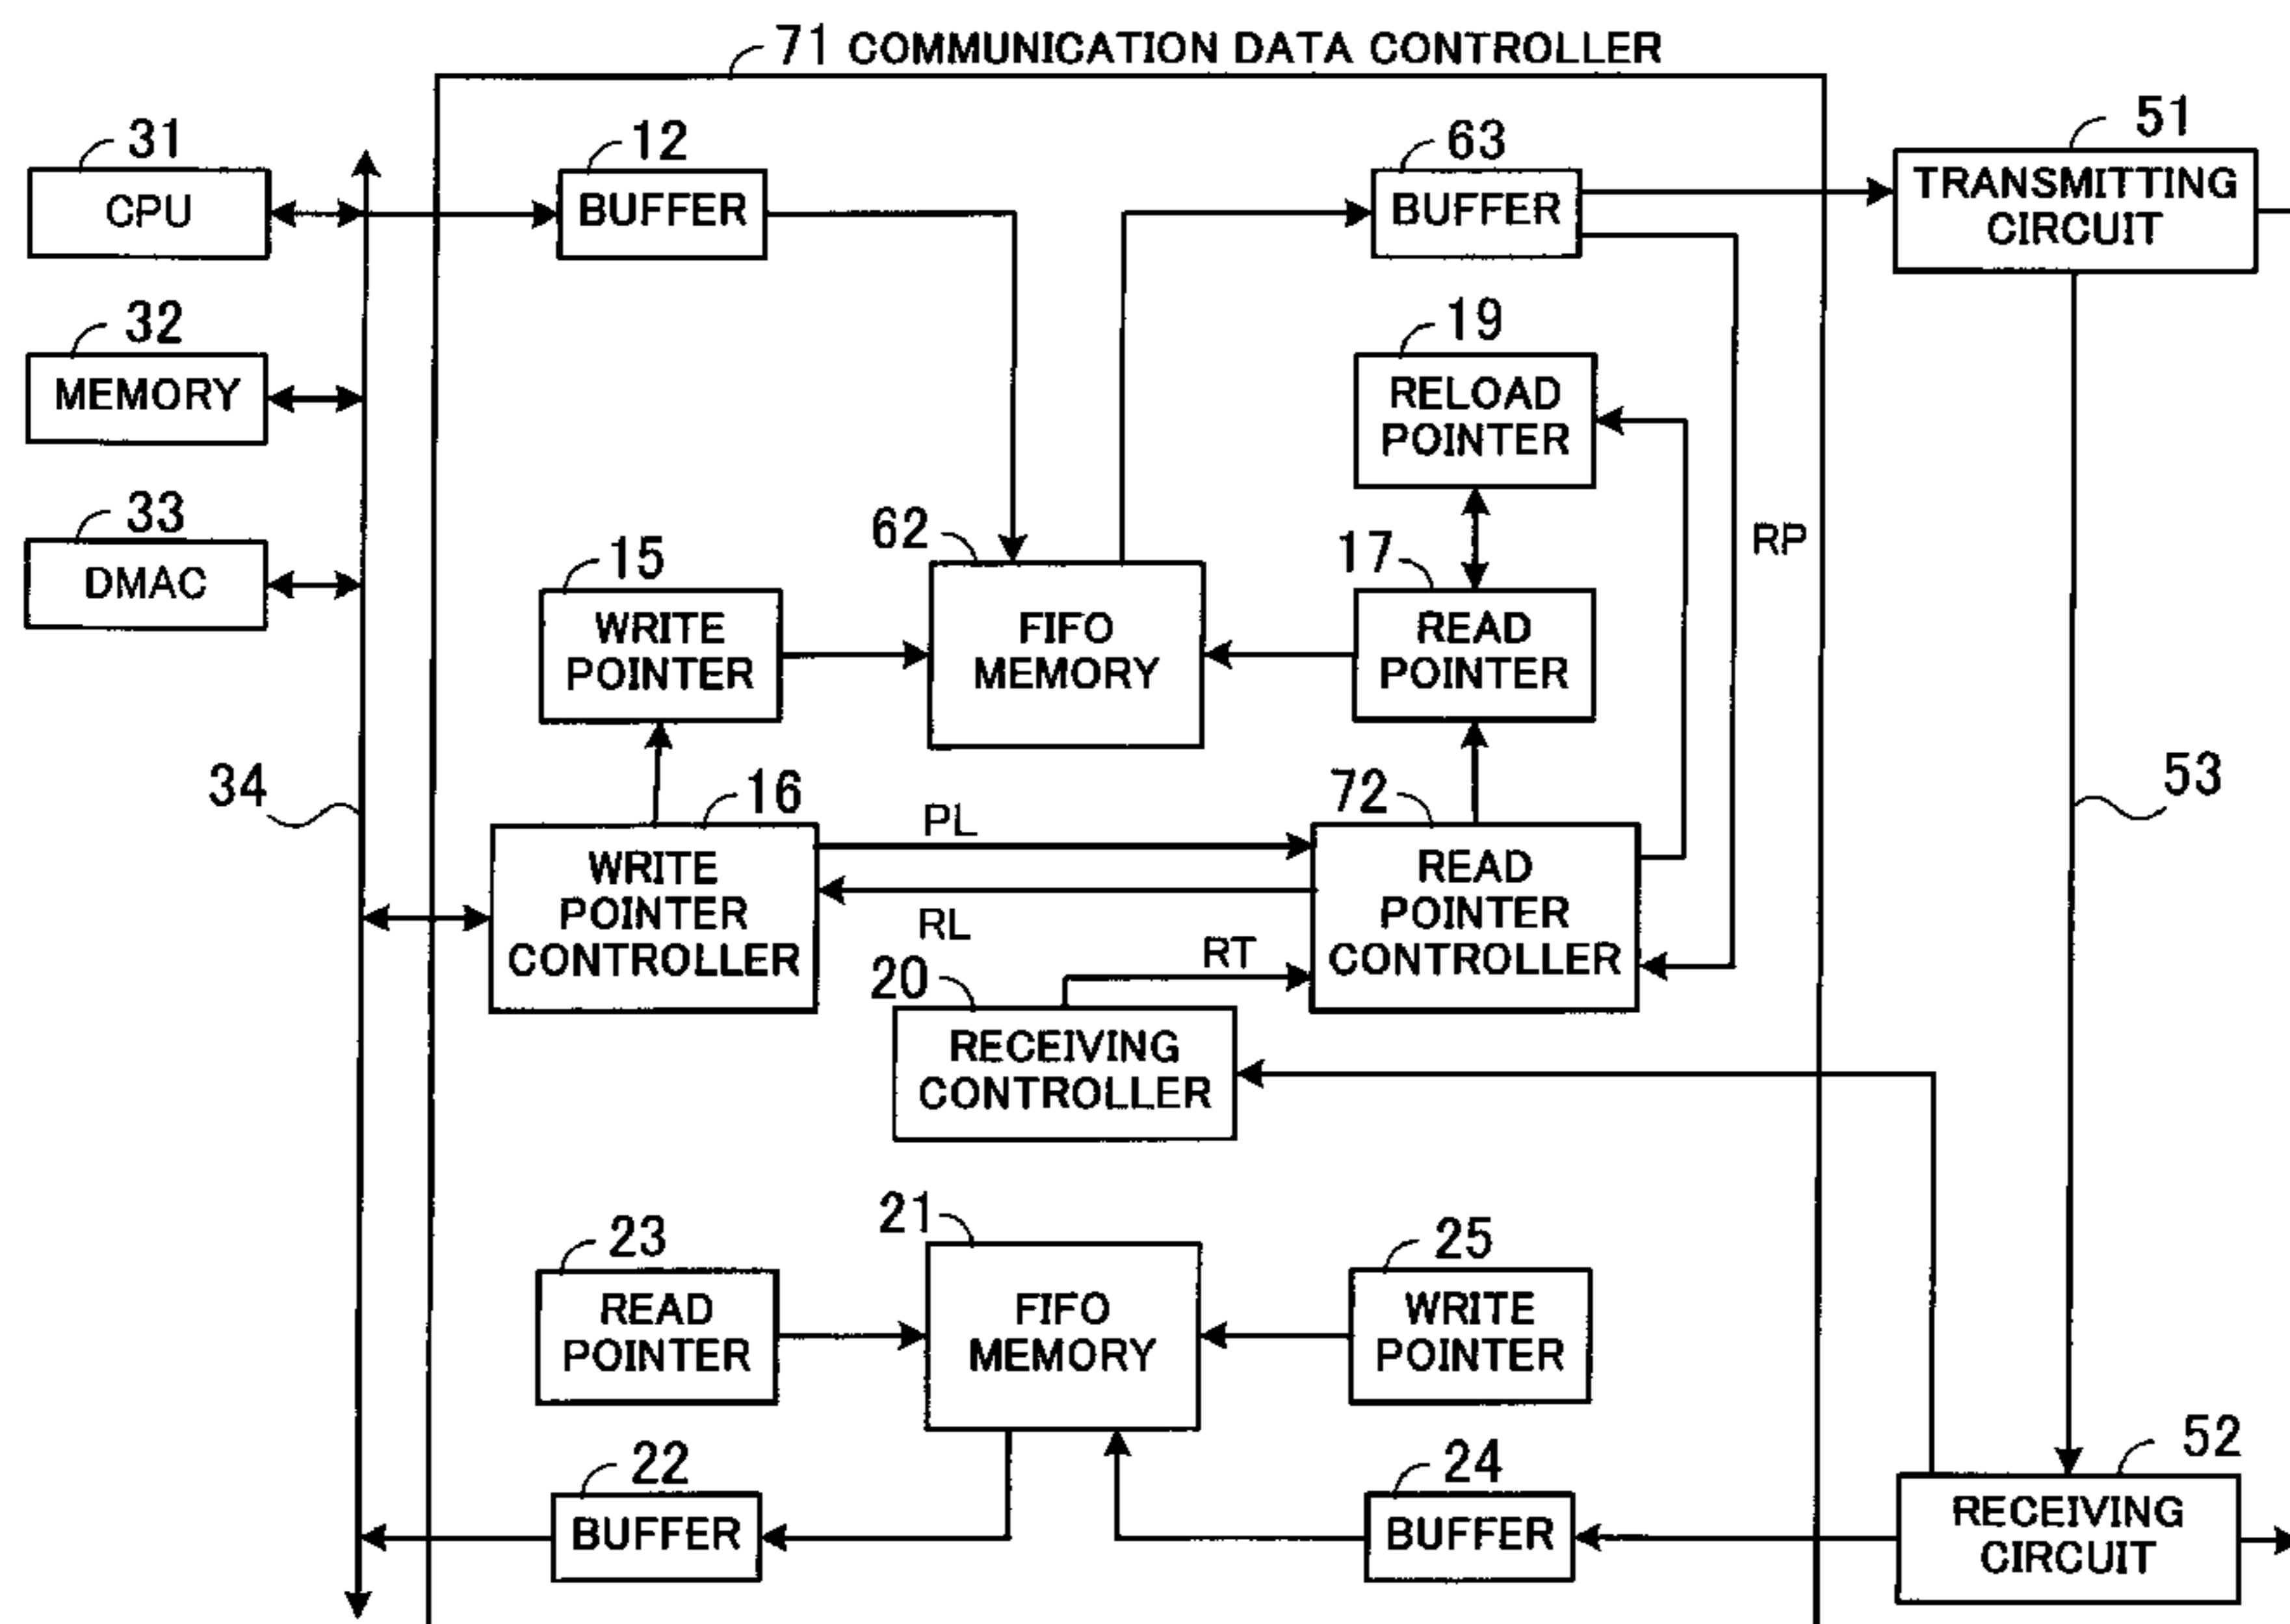 71 COMMUNICATION DATA CONTROLLER
31
CPU
12
BUFFER
63
BUFFER
51
TRANSMITTING
CIRCUIT
32
MEMORY
19
RELOAD
POINTER
33
DMAC
15
WRITE
POINTER
62
FIFO
MEMORY
17
READ
POINTER
RP
34
16
WRITE
POINTER
CONTROLLER
PL
RL
RT
72
READ
POINTER
CONTROLLER
53
20
RECEIVING
CONTROLLER
23
READ
POINTER
21
FIFO
MEMORY
25
WRITE
POINTER
22
BUFFER
24
BUFFER
52
RECEIVING
CIRCUIT